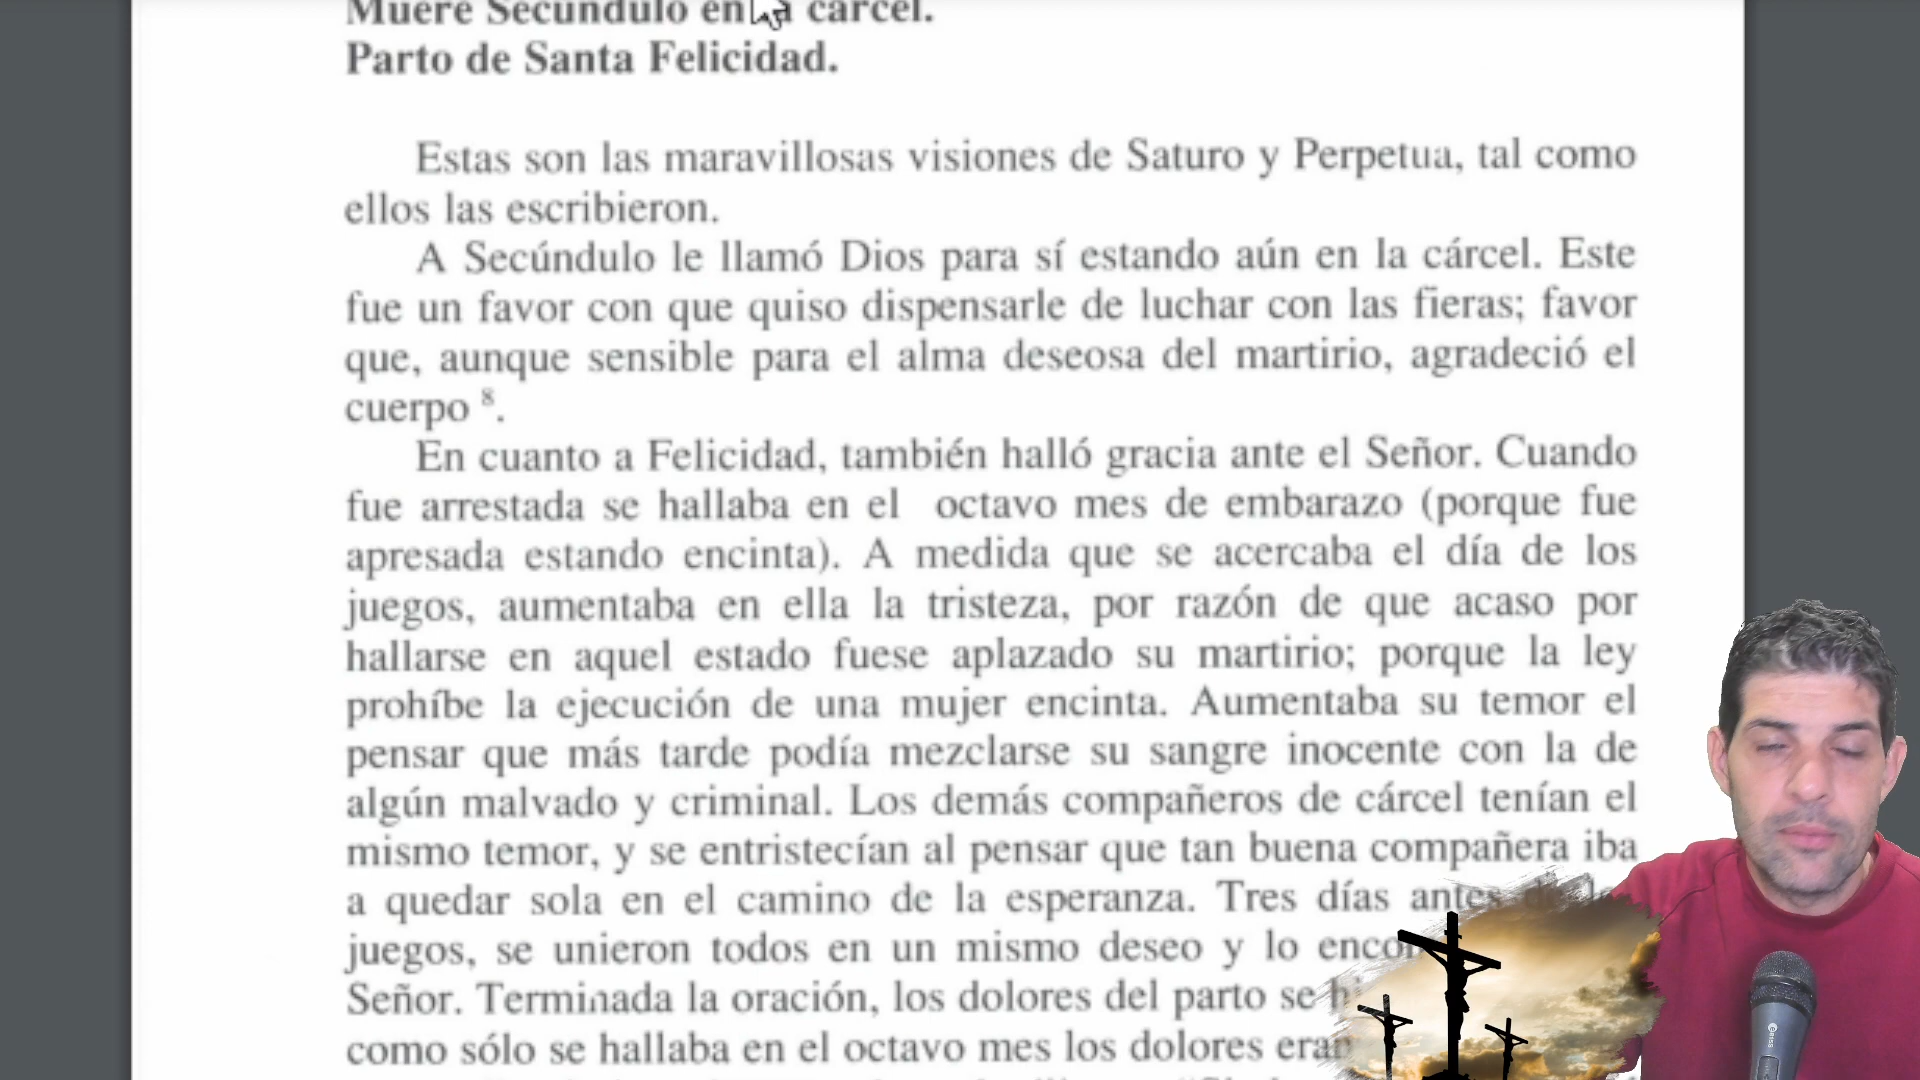 Muere Secúndulo en la cárcel.
Parto de Santa Felicidad.
Estas son las maravillosas visiones de Saturo y Perpetua, tal como
ellos las escribieron.
A Secúndulo le llamó Dios para sí estando aún en la cárcel. Este
fue un favor con que quiso dispensarle de luchar con las fieras; favor
que, aunque sensible para el alma deseosa del martirio, agradeció el
cuerpo 8.
En cuanto a Felicidad, también halló gracia ante el Señor. Cuando
fue arrestada se hallaba en el octavo mes de embarazo (porque fue
apresada estando encinta). A medida que se acercaba el día de los
juegos, aumentaba en ella la tristeza, por razón de que acaso por
hallarse en aquel estado fuese aplazado su martirio; porque la ley
prohíbe la ejecución de una mujer encinta. Aumentaba su temor el
pensar que más tarde podía mezclarse su sangre inocente con la de
algún malvado y criminal. Los demás compañeros de cárcel tenían el
mismo temor, y se entristecían al pensar que tan buena compañera iba
a quedar sola en el camino de la esperanza. Tres días antes
juegos, se unieron todos en un mismo deseo y lo
Señor. Terminada la oración, los dolores del parto se
como sólo se hallaba en el octavo mes los dolores